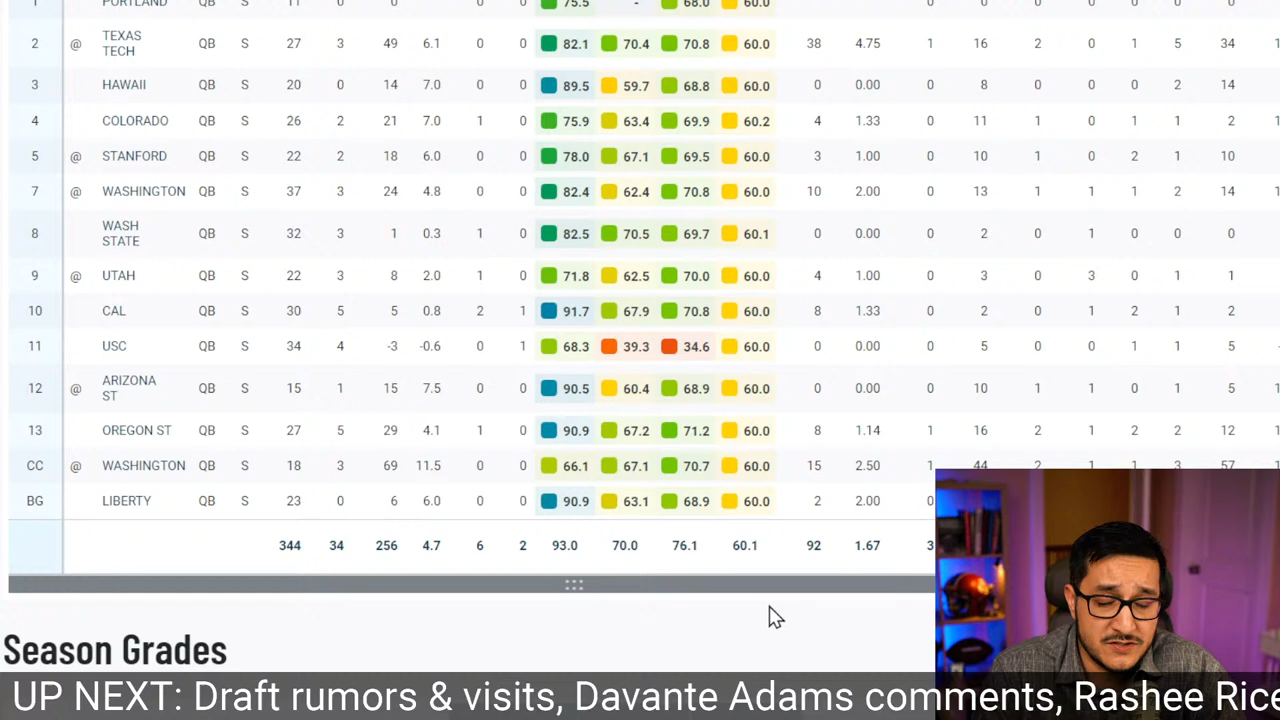 1 PORTLAND QB S 11 0 0 0 0 75.5 - 68.0 60.0 0 0 0 0 0 0 0
2 @ TEXAS TECH QB S 27 3 49 6.1 0 0 82.1 70.4 70.8 60.0 38 4.75 1 16 2 0 1 5 34
3 HAWAII QB S 20 0 14 7.0 0 0 89.5 59.7 68.8 60.0 0 0.00 0 8 0 0 0 2 14
4 COLORADO QB S 26 2 21 7.0 1 0 75.9 63.4 69.9 60.2 4 1.33 0 11 1 0 1 1 2
5 @ STANFORD QB S 22 2 18 6.0 0 0 78.0 67.1 69.5 60.0 3 1.00 0 10 1 0 2 1 10
7 @ WASHINGTON QB S 37 3 24 4.8 0 0 82.4 62.4 70.8 60.0 10 2.00 0 13 1 1 1 2 14
8 WASH STATE QB S 32 3 1 0.3 1 0 82.5 70.5 69.7 60.1 0 0.00 0 2 0 1 0 0 0
9 @ UTAH QB S 22 3 8 2.0 1 0 71.8 62.5 70.0 60.0 4 1.00 0 3 0 3 0 1 1
10 CAL QB S 30 5 5 0.8 2 1 91.7 67.9 70.8 60.0 8 1.33 0 2 0 1 2 1 2
11 USC QB S 34 4 -3 -0.6 0 1 68.3 39.3 34.6 60.0 0 0.00 0 5 0 0 1 1 5
12 @ ARIZONA ST QB S 15 1 15 7.5 0 0 90.5 60.4 68.9 60.0 0 0.00 0 10 1 1 0 1 5
13 OREGON ST QB S 27 5 29 4.1 1 0 90.9 67.2 71.2 60.0 8 1.14 1 16 2 1 2 2 12
CC @ WASHINGTON QB S 18 3 69 11.5 0 0 66.1 67.1 70.7 60.0 15 2.50 1 44 2 1 1 3 57
BG LIBERTY QB S 23 0 6 6.0 0 0 90.9 63.1 68.9 60.0 2 2.00 0
344 34 256 4.7 6 2 93.0 70.0 76.1 60.1 92 1.67 3
Season Grades
UP NEXT: Draft rumors & visits, Davante Adams comments, Rashee Rice